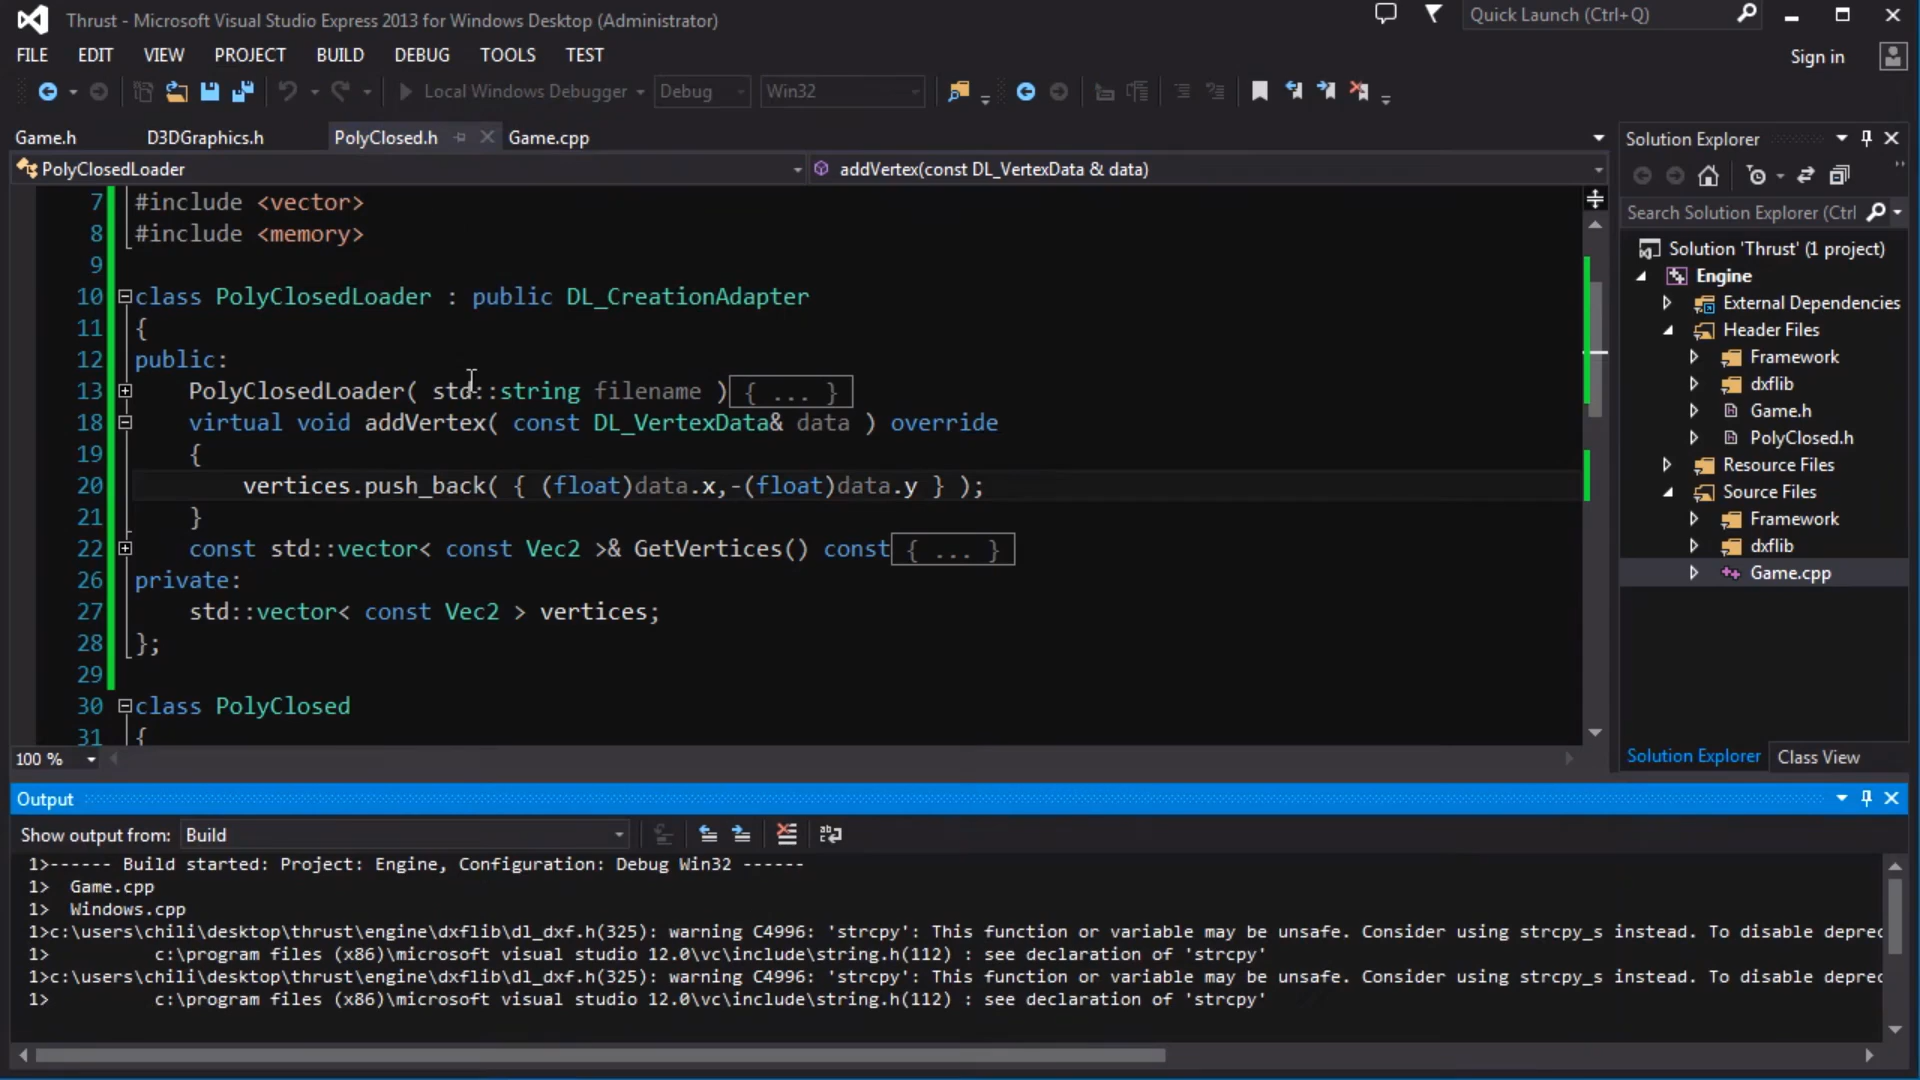 Thrust - Microsoft Visual Studio Express 2013 for Windows Desktop (Administrator)
Quick Launch (Ctrl+Q)
FILE EDIT VIEW PROJECT BUILD DEBUG TOOLS TEST
Sign in
Local Windows Debugger Debug Win32
Game.h D3DGraphics.h PolyClosed.h Game.cpp
PolyClosedLoader addVertex(const DL_VertexData & data)
7 #include <vector>
8 #include <memory>
9
10 class PolyClosedLoader : public DL_CreationAdapter
11 {
12 public:
13 PolyClosedLoader( std::string filename ) { ... }
18 virtual void addVertex( const DL_VertexData& data ) override
19 {
20 vertices.push_back( { (float)data.x,-(float)data.y } );
21 }
22 const std::vector< const Vec2 >& GetVertices() const { ... }
26 private:
27 std::vector< const Vec2 > vertices;
28 };
29
30 class PolyClosed
31 {
100 %
Solution Explorer
Search Solution Explorer (Ctrl
Solution 'Thrust' (1 project)
Engine
External Dependencies
Header Files
Framework
dxflib
Game.h
PolyClosed.h
Resource Files
Source Files
Framework
dxflib
Game.cpp
Solution Explorer Class View
Output
Show output from: Build
1>------ Build started: Project: Engine, Configuration: Debug Win32 ------
1> Game.cpp
1> Windows.cpp
1>c:\users\chili\desktop\thrust\engine\dxflib\dl_dxf.h(325): warning C4996: 'strcpy': This function or variable may be unsafe. Consider using strcpy_s instead. To disable deprec
1> c:\program files (x86)\microsoft visual studio 12.0\vc\include\string.h(112) : see declaration of 'strcpy'
1>c:\users\chili\desktop\thrust\engine\dxflib\dl_dxf.h(325): warning C4996: 'strcpy': This function or variable may be unsafe. Consider using strcpy_s instead. To disable deprec
1> c:\program files (x86)\microsoft visual studio 12.0\vc\include\string.h(112) : see declaration of 'strcpy'